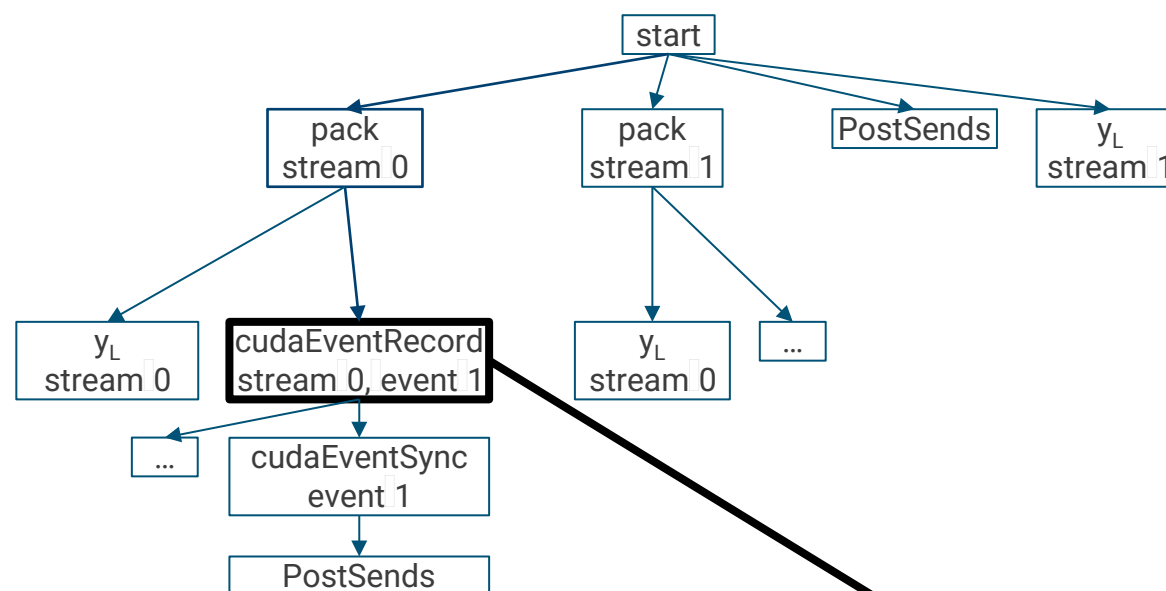 start
pack
stream 0
pack
stream 1
PostSends
yL
stream 1
yL
stream 0
cudaEventRecord
stream 0, event 1
yL
stream 0
...
...
cudaEventSync
event 1
PostSends